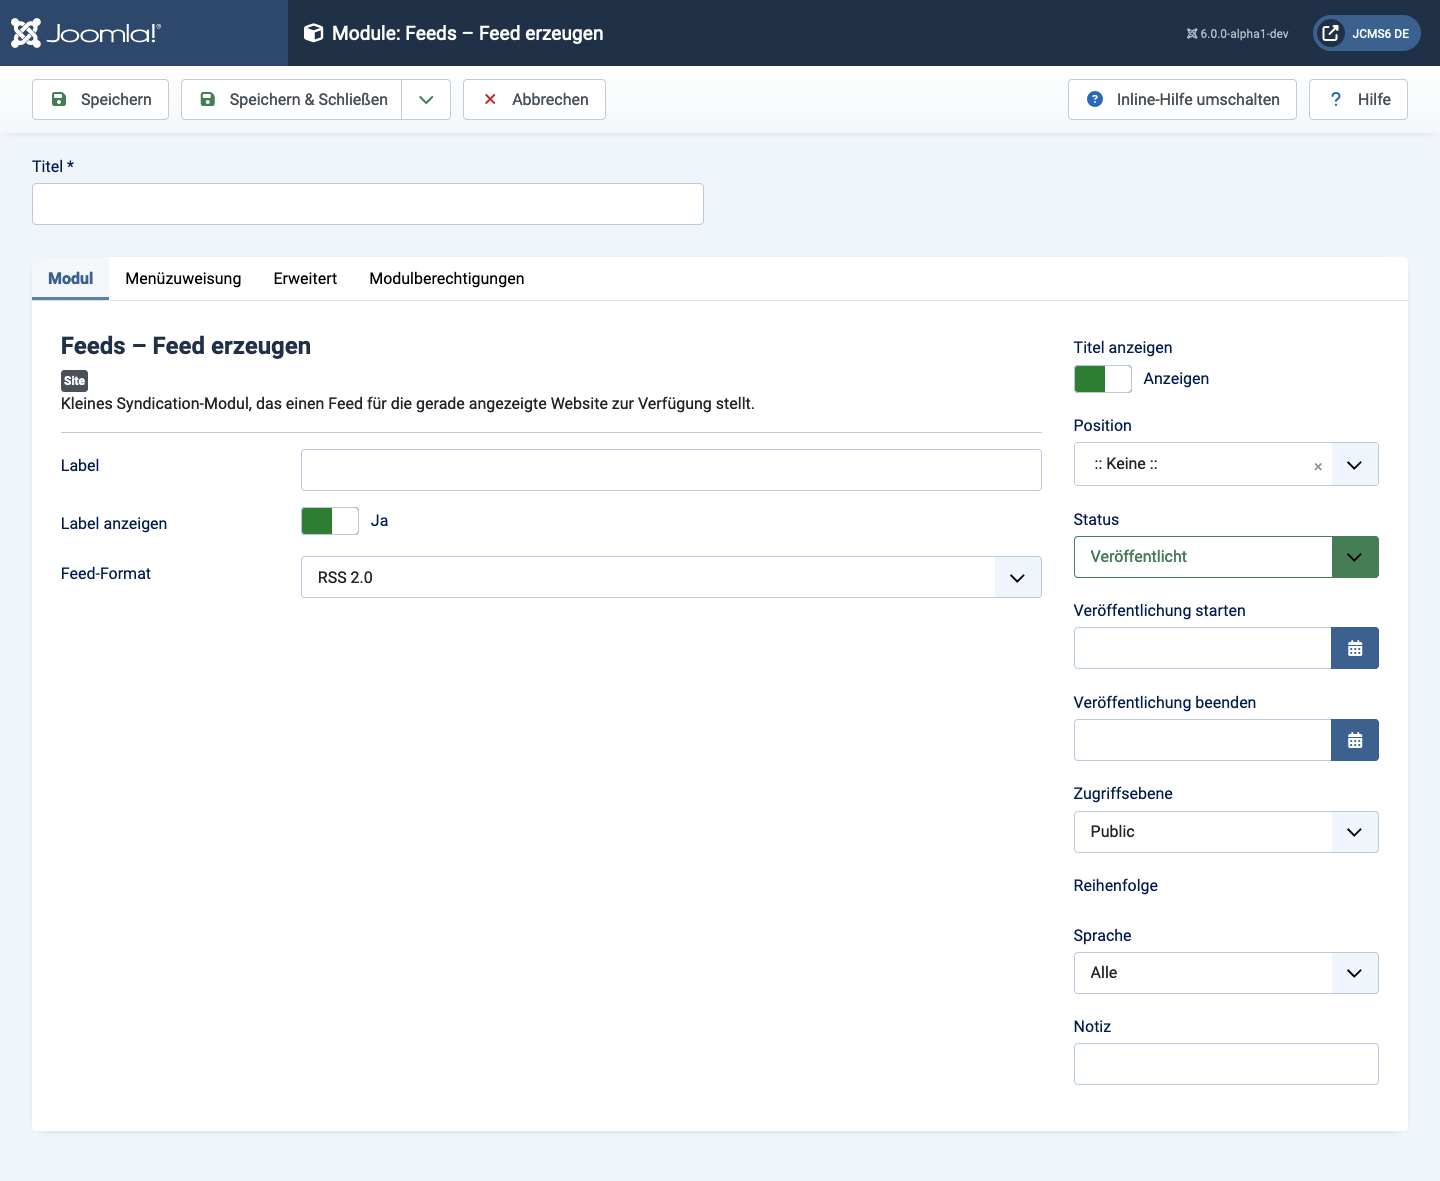 Joomla!®
Module: Feeds – Feed erzeugen
6.0.0-alpha1-dev
JCMS6 DE
Speichern
Speichern & Schließen
Abbrechen
Inline-Hilfe umschalten
? Hilfe
Titel *
Modul
Menüzuweisung
Erweitert
Modulberechtigungen
Feeds – Feed erzeugen
Site
Kleines Syndication-Modul, das einen Feed für die gerade angezeigte Website zur Verfügung stellt.
Label
Label anzeigen
Ja
Feed-Format
RSS 2.0
Titel anzeigen
Anzeigen
Position
:: Keine ::
×
Status
Veröffentlicht
Veröffentlichung starten
Veröffentlichung beenden
Zugriffsebene
Public
Reihenfolge
Sprache
Alle
Notiz